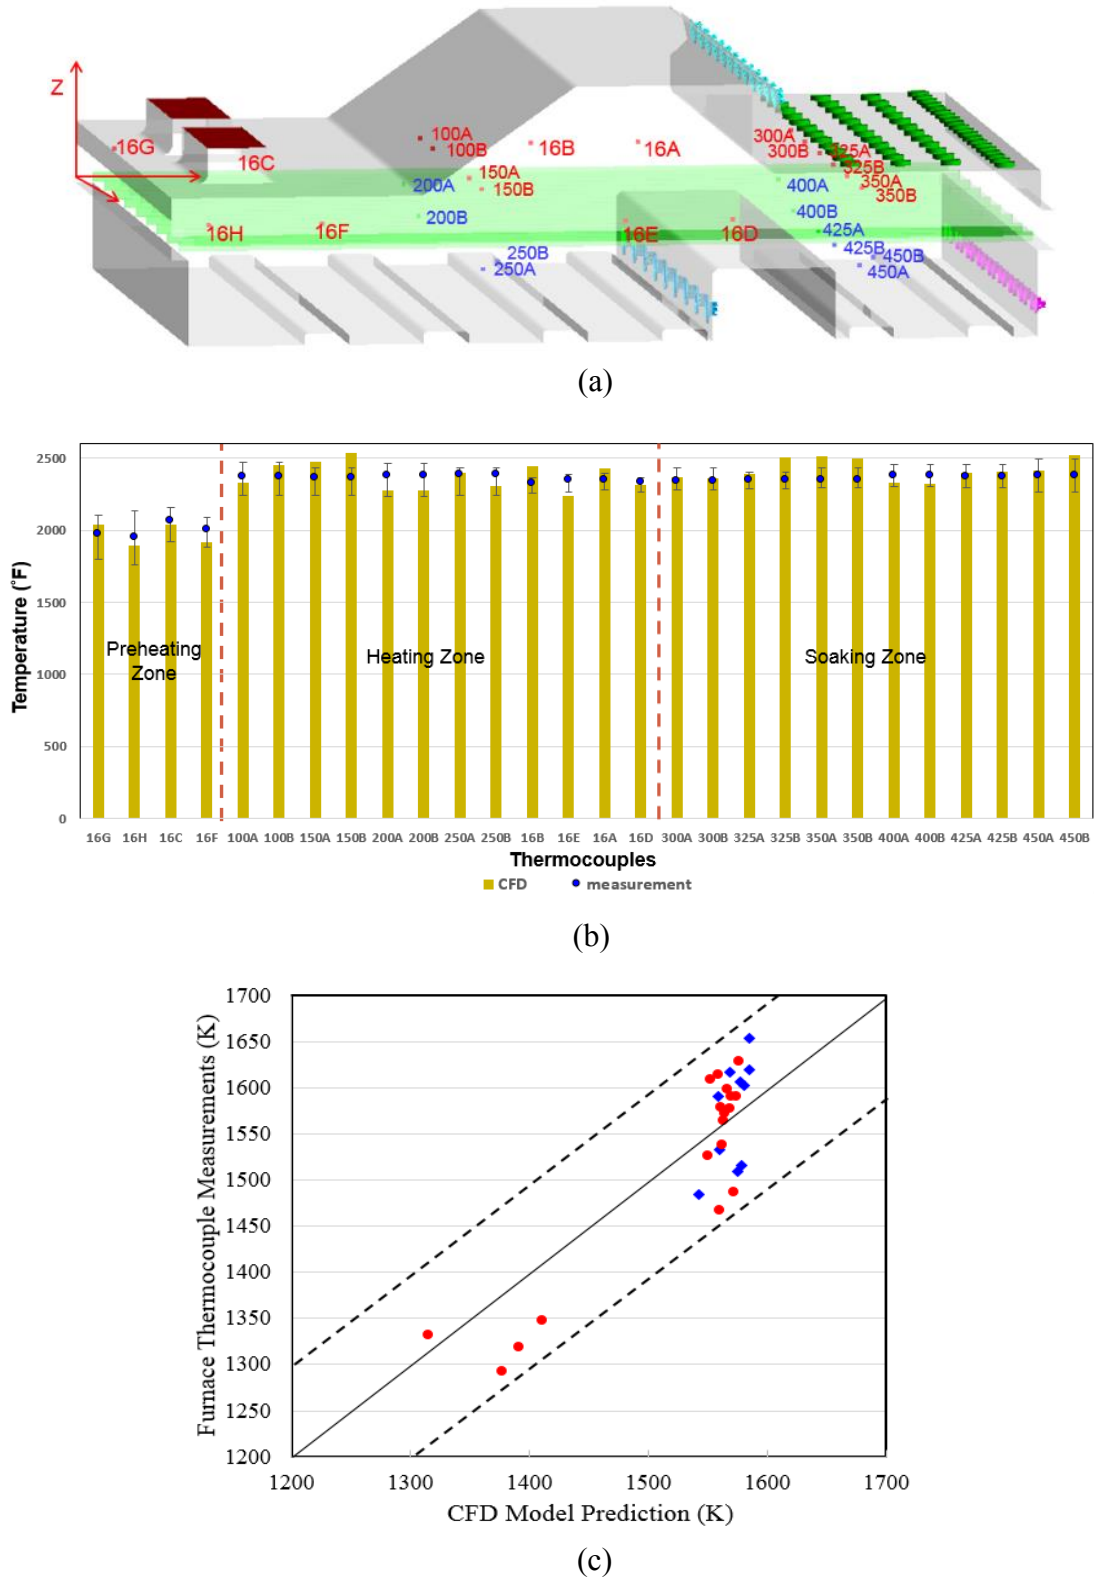 Z
16G
16C
100A
100B
16B
16A
300A
300B
325A
325B
350A
350B
150A
150B
200A
200B
400A
400B
425A
425B
450B
450A
16H
16F
16E
16D
250B
250A
(a)
Temperature (˚F)
2500
2000
1500
1000
500
0
Preheating
Zone
Heating Zone
Soaking Zone
16G 16H 16C 16F 100A 100B 150A 150B 200A 200B 250A 250B 16B 16E 16A 16D 300A 300B 325A 325B 350A 350B 400A 400B 425A 425B 450A 450B
Thermocouples
CFD measurement
(b)
Furnace Thermocouple Measurements (K)
1700
1650
1600
1550
1500
1450
1400
1350
1300
1250
1200
1200 1300 1400 1500 1600 1700
CFD Model Prediction (K)
(c)